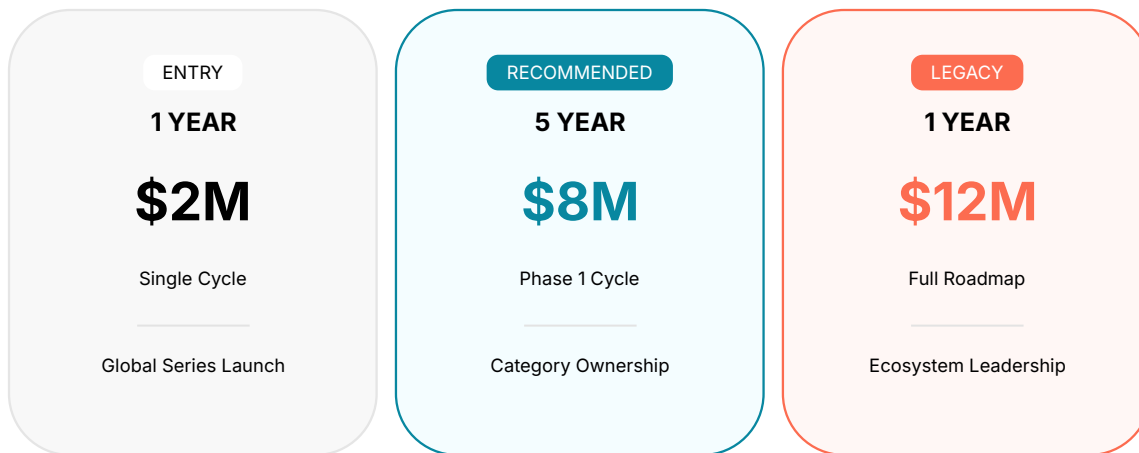 ENTRY
1 YEAR
$2M
Single Cycle
Global Series Launch
RECOMMENDED
5 YEAR
$8M
Phase 1 Cycle
Category Ownership
LEGACY
1 YEAR
$12M
Full Roadmap
Ecosystem Leadership